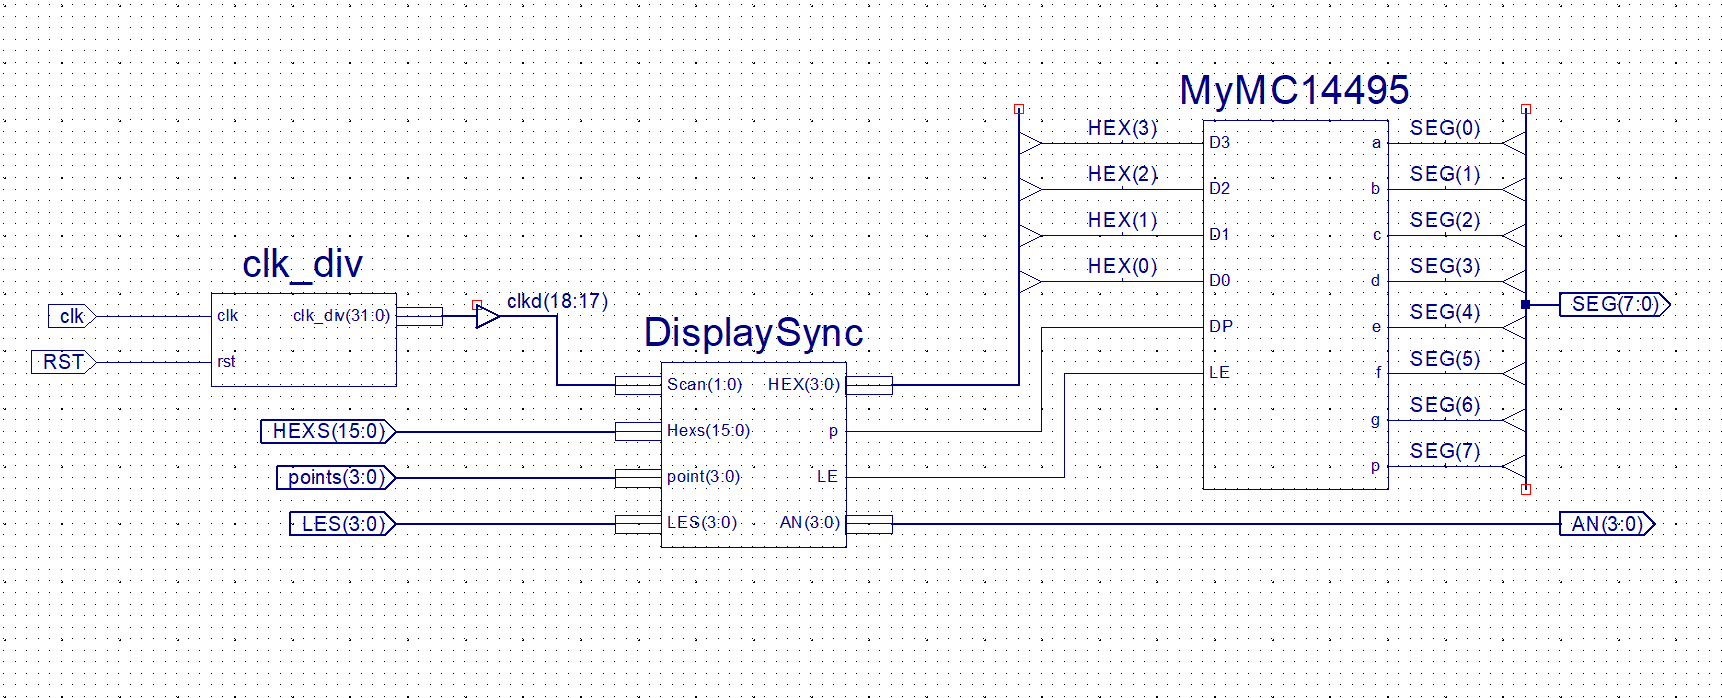 MyMC14495
HEX(3)
HEX(2)
HEX(1)
HEX(0)
D3
D2
D1
D0
DP
LE
a
b
c
d
e
f
g
p
SEG(0)
SEG(1)
SEG(2)
SEG(3)
SEG(4)
SEG(5)
SEG(6)
SEG(7)
SEG(7:0)
clk_div
clk
RST
clk
rst
clk_div(31:0)
clkd(18:17)
DisplaySync
HEXS(15:0)
points(3:0)
LES(3:0)
Scan(1:0)
Hexs(15:0)
point(3:0)
LES(3:0)
HEX(3:0)
p
LE
AN(3:0)
AN(3:0)